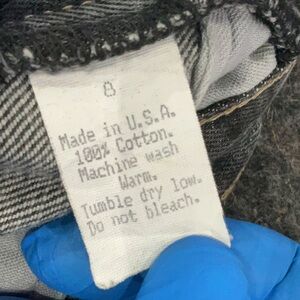 8
Made in U.S.A.
100% Cotton.
Machine wash
Warm.
Tumble dry low.
Do not bleach.